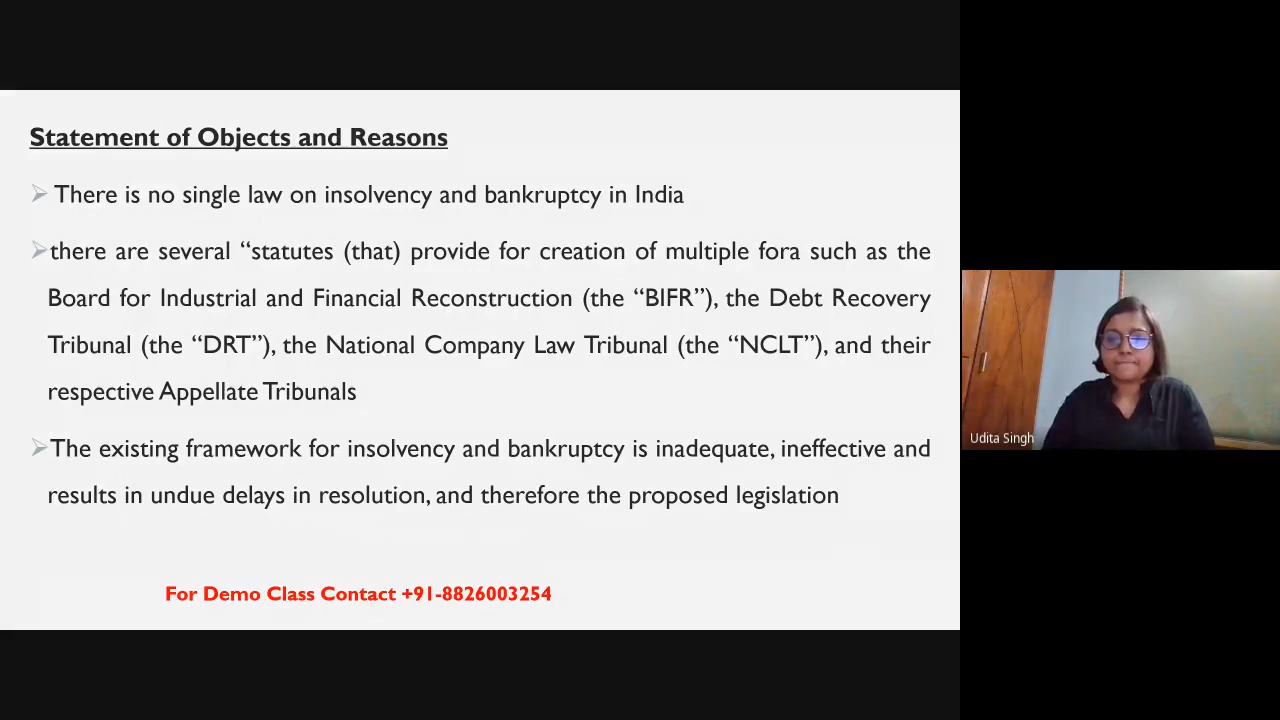 Statement of Objects and Reasons
There is no single law on insolvency and bankruptcy in India
there are several “statutes (that) provide for creation of multiple fora such as the
Board for Industrial and Financial Reconstruction (the “BIFR”), the Debt Recovery
Tribunal (the “DRT”), the National Company Law Tribunal (the “NCLT”), and their
respective Appellate Tribunals
The existing framework for insolvency and bankruptcy is inadequate, ineffective and
results in undue delays in resolution, and therefore the proposed legislation
For Demo Class Contact +91-8826003254
Udita Singh